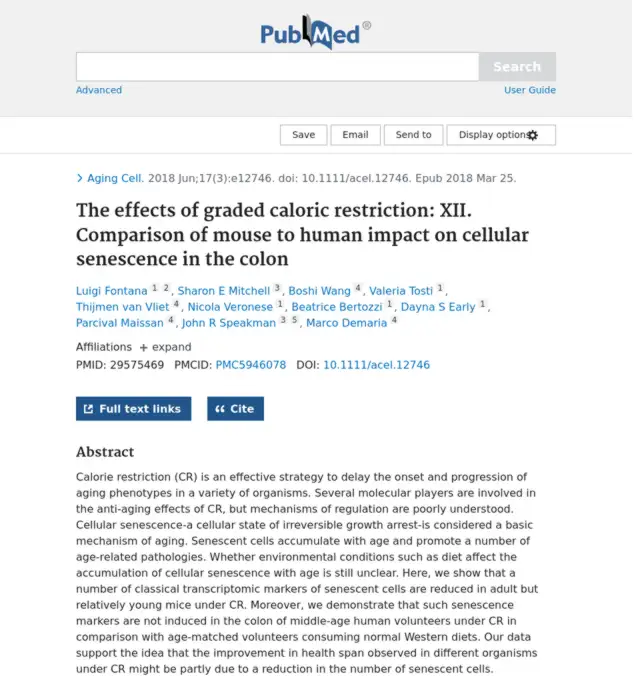 PubMed®
Search
Advanced
User Guide
Save
Email
Send to
Display options
Aging Cell. 2018 Jun;17(3):e12746. doi: 10.1111/acel.12746. Epub 2018 Mar 25.
The effects of graded caloric restriction: XII.
Comparison of mouse to human impact on cellular
senescence in the colon
Luigi Fontana 1 2, Sharon E Mitchell 3, Boshi Wang 4, Valeria Tosti 1,
Thijmen van Vliet 4, Nicola Veronese 1, Beatrice Bertozzi 1, Dayna S Early 1,
Parcival Maissan 4, John R Speakman 3 5, Marco Demaria 4
Affiliations + expand
PMID: 29575469 PMCID: PMC5946078 DOI: 10.1111/acel.12746
Full text links
Cite
Abstract
Calorie restriction (CR) is an effective strategy to delay the onset and progression of
aging phenotypes in a variety of organisms. Several molecular players are involved in
the anti-aging effects of CR, but mechanisms of regulation are poorly understood.
Cellular senescence-a cellular state of irreversible growth arrest-is considered a basic
mechanism of aging. Senescent cells accumulate with age and promote a number of
age-related pathologies. Whether environmental conditions such as diet affect the
accumulation of cellular senescence with age is still unclear. Here, we show that a
number of classical transcriptomic markers of senescent cells are reduced in adult but
relatively young mice under CR. Moreover, we demonstrate that such senescence
markers are not induced in the colon of middle-age human volunteers under CR in
comparison with age-matched volunteers consuming normal Western diets. Our data
support the idea that the improvement in health span observed in different organisms
under CR might be partly due to a reduction in the number of senescent cells.